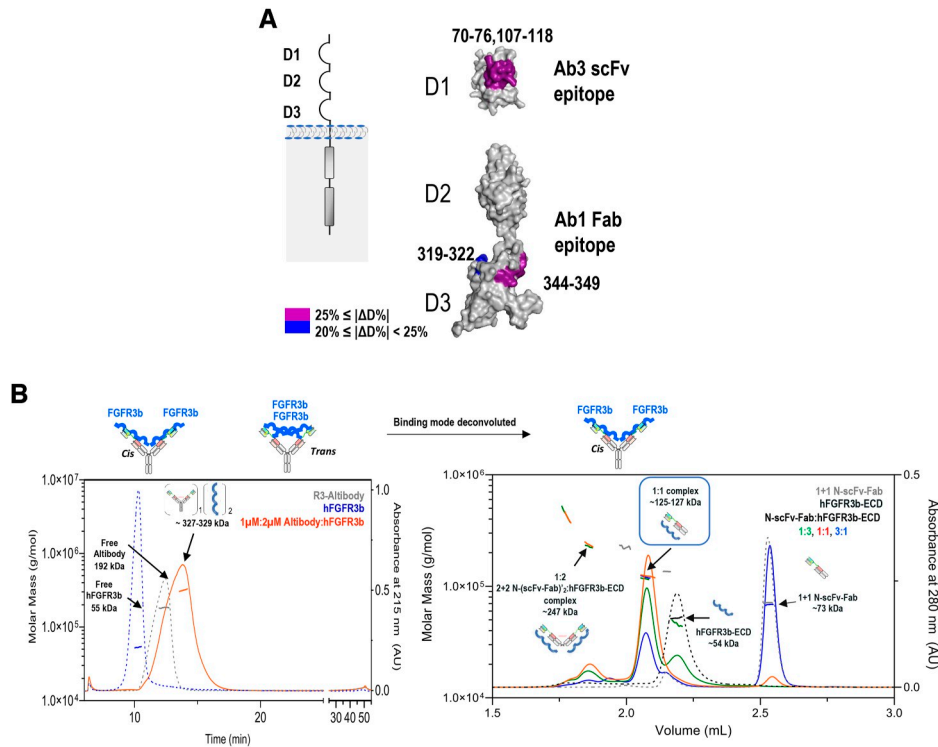 A
D1
D2
D3
70-76,107-118
D1
Ab3 scFv
epitope
D2
Ab1 Fab
epitope
319-322
344-349
D3
25% ≤ |ΔD%|
20% ≤ |ΔD%| < 25%
B
FGFR3b
FGFR3b
Cis
FGFR3b
FGFR3b
Trans
Binding mode deconvoluted
FGFR3b
FGFR3b
Cis
Molar Mass (g/mol)
1.0×10⁷
1.0×10⁶
1.0×10⁵
1.0×10⁴
1
2
~ 327-329 kDa
R3-Altibody
hFGFR3b
1μM:2μM Altibody:hFGFR3b
Free
Altibody
192 kDa
Free
hFGFR3b
55 kDa
1.0
0.5
0.0
Absorbance at 215 nm
(AU)
10
20
30 40 50
Time (min)
Molar Mass (g/mol)
1.0×10⁶
1.0×10⁵
1.0×10⁴
1:1 complex
~125-127 kDa
1+1 N-scFv-Fab
hFGFR3b-ECD
N-scFv-Fab:hFGFR3b-ECD
1:3, 1:1, 3:1
1:2
2+2 N-(scFv-Fab)'₂:hFGFR3b-ECD
complex
~247 kDa
hFGFR3b-ECD
~54 kDa
1+1 N-scFv-Fab
~73 kDa
0.5
0.0
Absorbance at 280 nm
(AU)
1.5
2.0
2.5
3.0
Volume (mL)